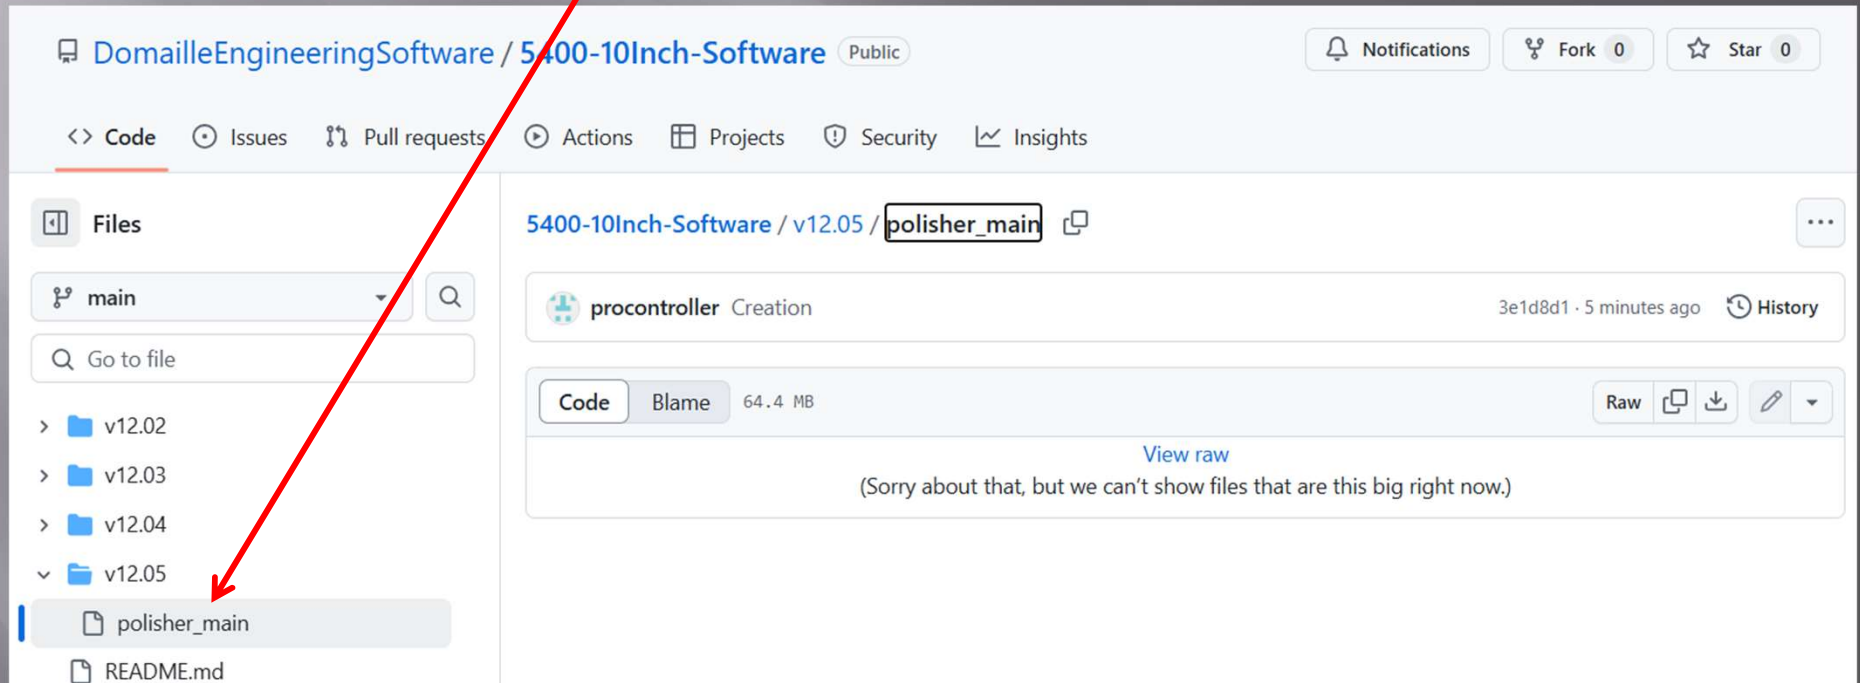 DomailleEngineeringSoftware / 5400-10Inch-Software Public
Notifications Fork 0 Star 0
Code Issues Pull requests Actions Projects Security Insights
Files
main
Go to file
v12.02
v12.03
v12.04
v12.05
polisher_main
README.md
5400-10Inch-Software / v12.05 / polisher_main
procontroller Creation 3e1d8d1 · 5 minutes ago History
Code Blame 64.4 MB Raw
View raw
(Sorry about that, but we can't show files that are this big right now.)